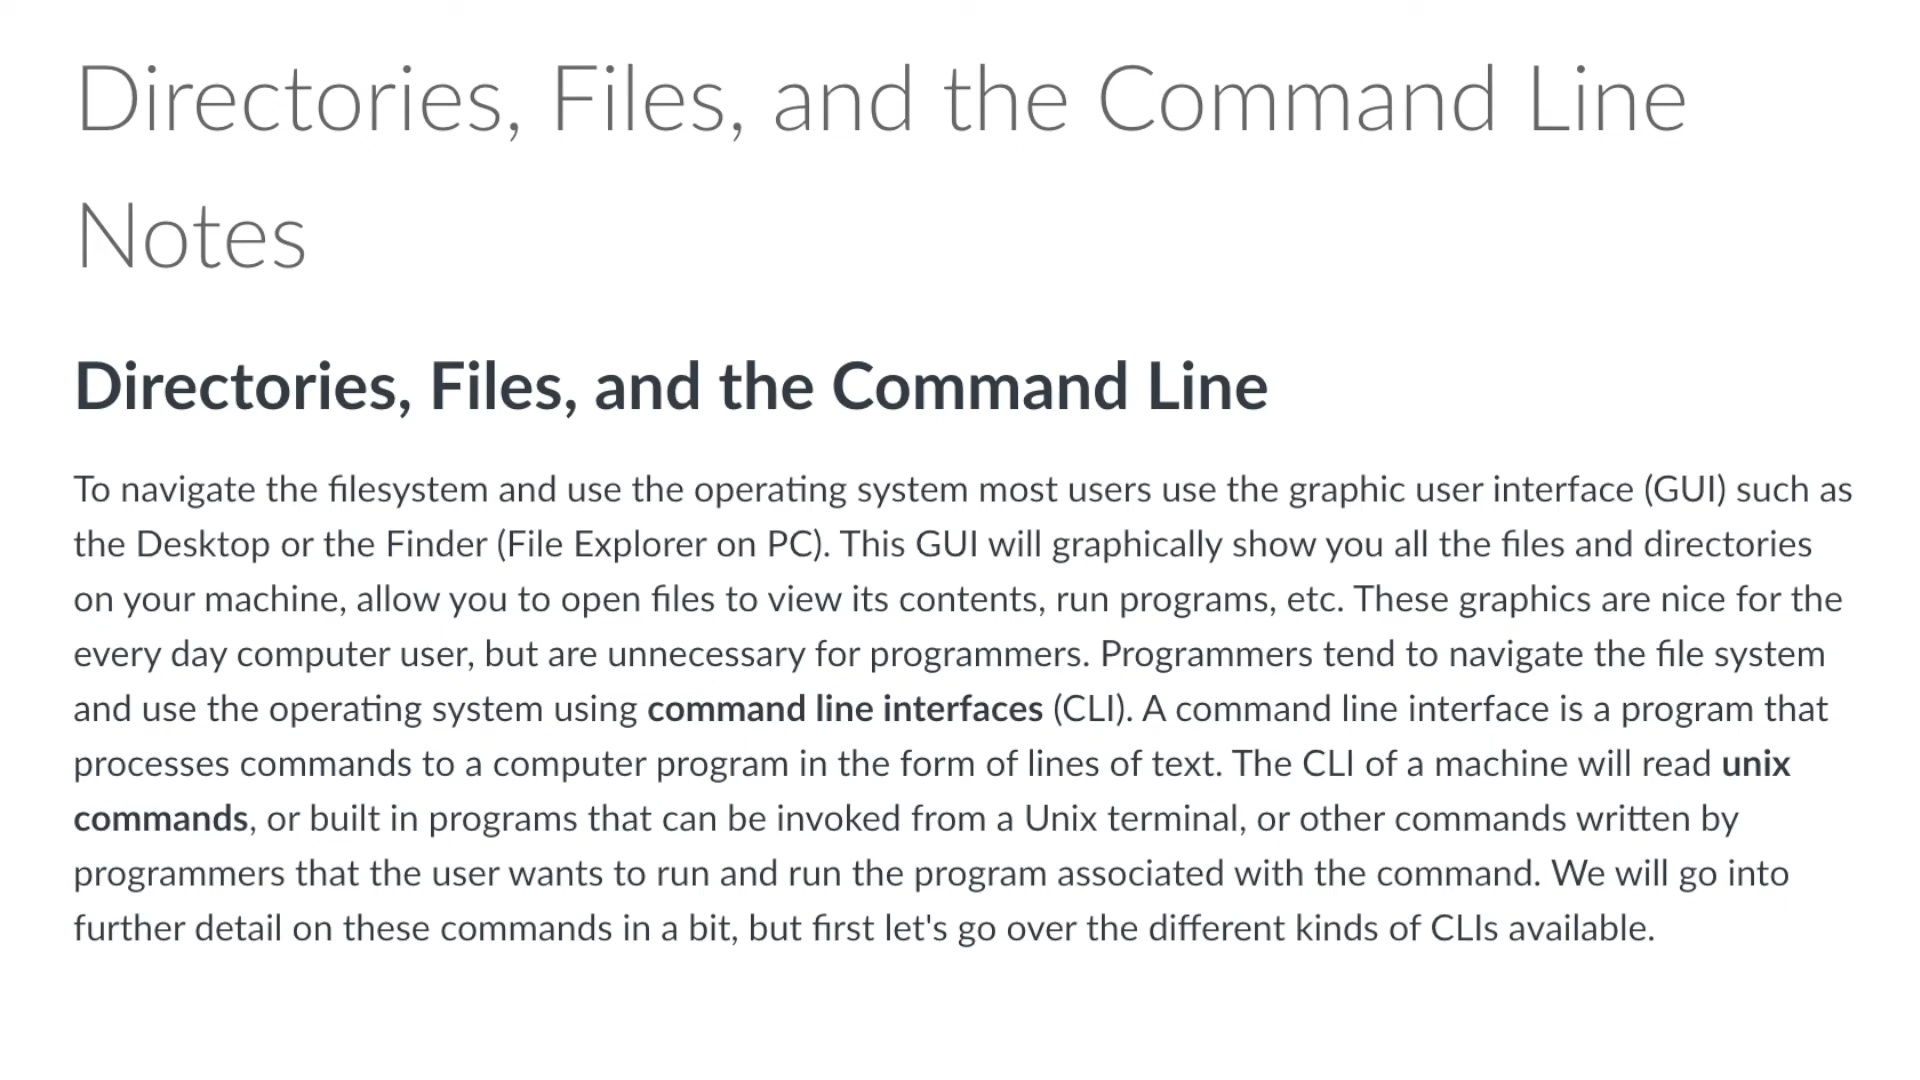 Directories, Files, and the Command Line
Notes
Directories, Files, and the Command Line
To navigate the filesystem and use the operating system most users use the graphic user interface (GUI) such as
the Desktop or the Finder (File Explorer on PC). This GUI will graphically show you all the files and directories
on your machine, allow you to open files to view its contents, run programs, etc. These graphics are nice for the
every day computer user, but are unnecessary for programmers. Programmers tend to navigate the file system
and use the operating system using command line interfaces (CLI). A command line interface is a program that
processes commands to a computer program in the form of lines of text. The CLI of a machine will read unix
commands, or built in programs that can be invoked from a Unix terminal, or other commands written by
programmers that the user wants to run and run the program associated with the command. We will go into
further detail on these commands in a bit, but first let's go over the different kinds of CLIs available.